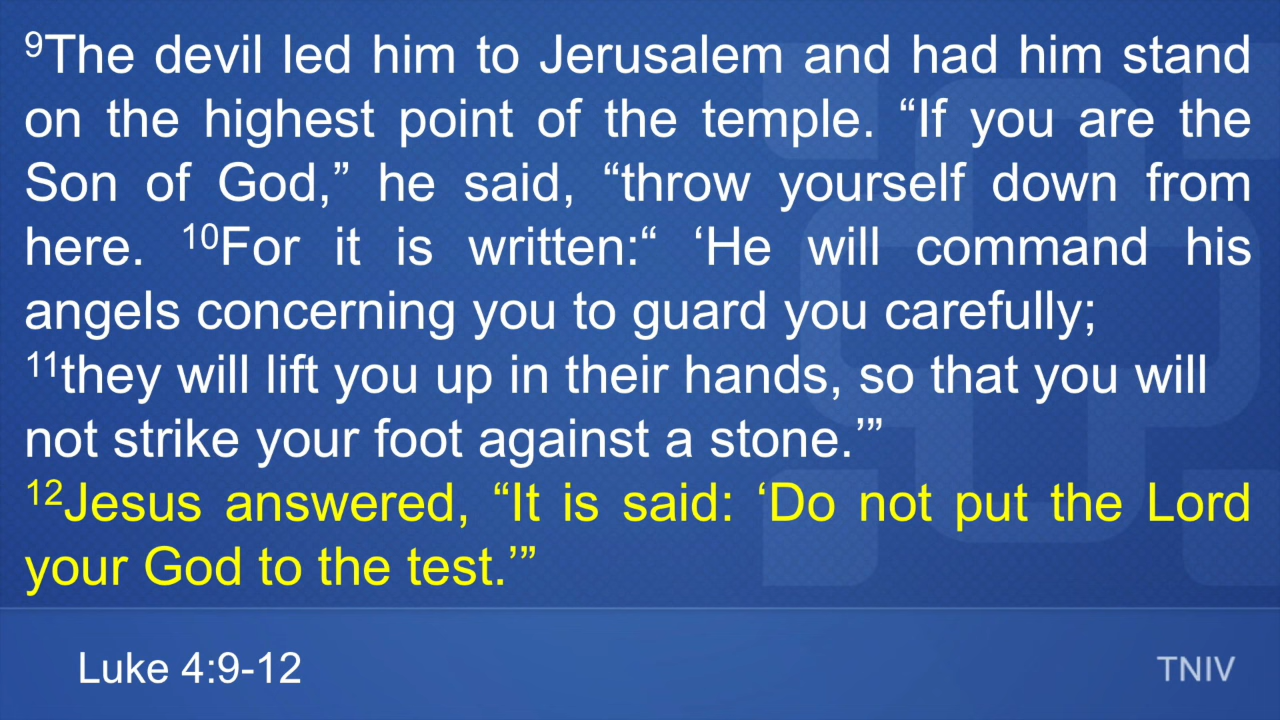 ⁹The devil led him to Jerusalem and had him stand
on the highest point of the temple. “If you are the
Son of God,” he said, “throw yourself down from
here. ¹⁰For it is written:“ ‘He will command his
angels concerning you to guard you carefully;
¹¹they will lift you up in their hands, so that you will
not strike your foot against a stone.’”
¹²Jesus answered, “It is said: ‘Do not put the Lord
your God to the test.’”
Luke 4:9-12
TNIV